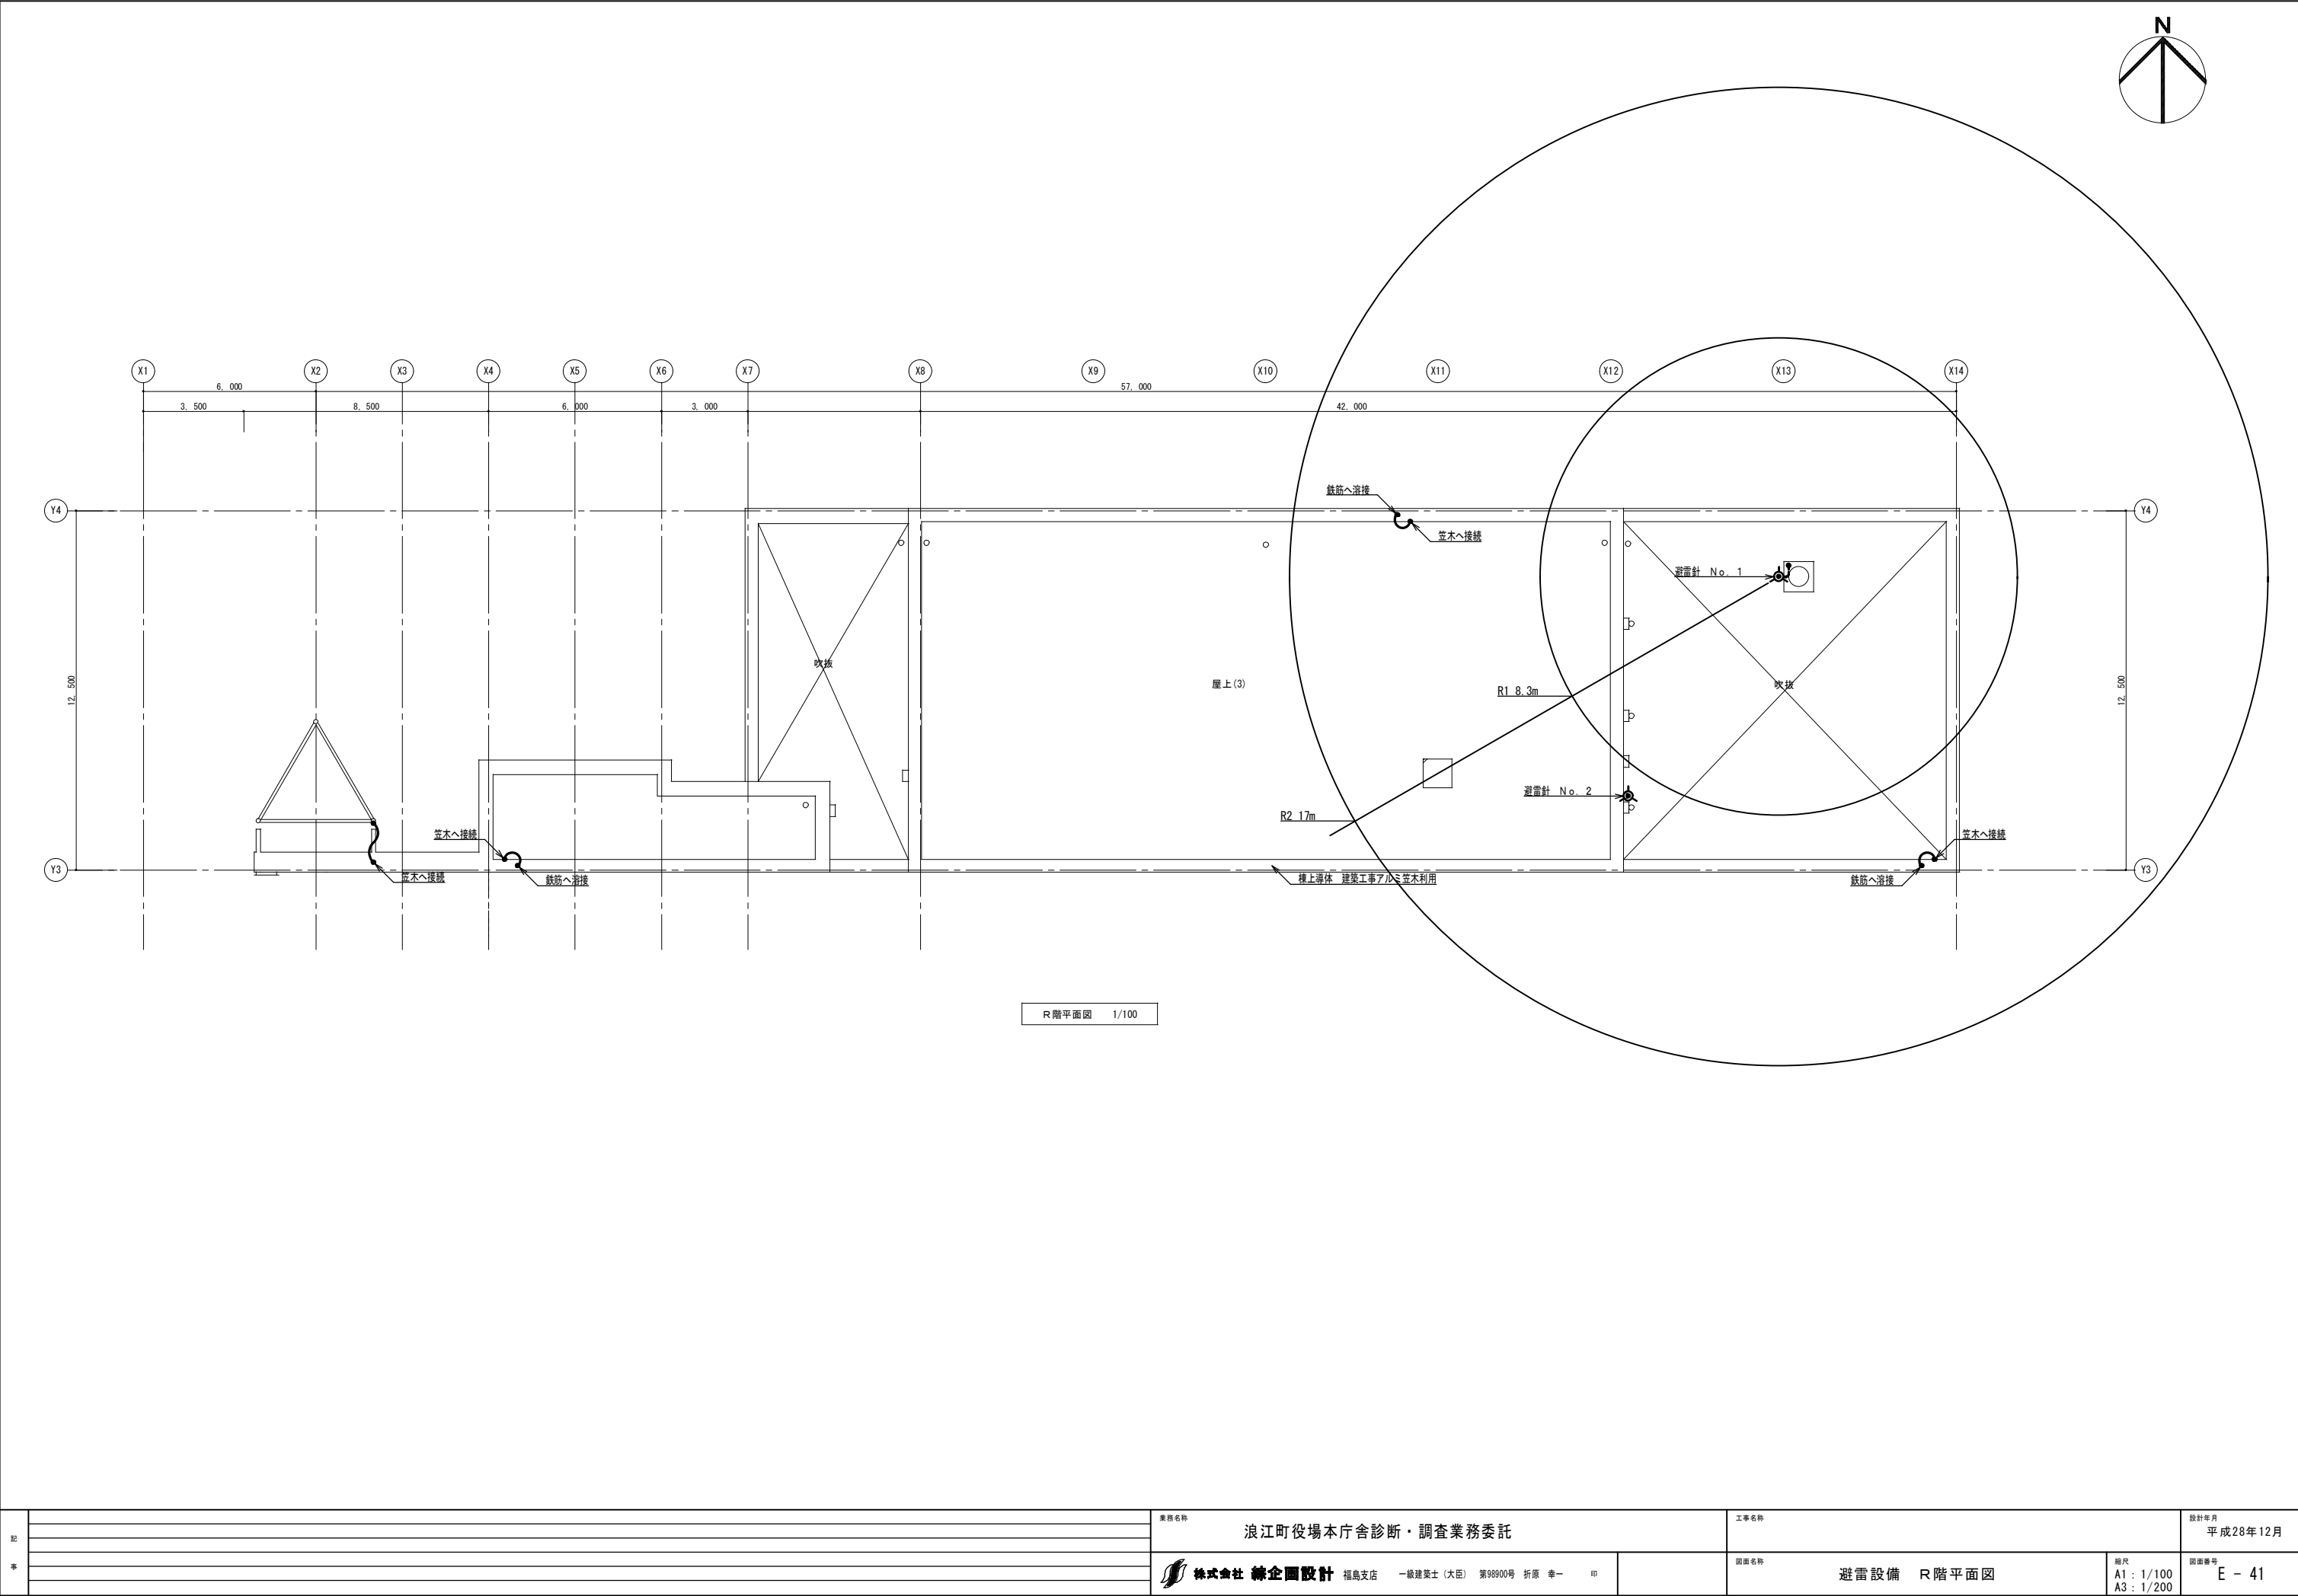 N
X1 X2 X3 X4 X5 X6 X7 X8 X9 X10 X11 X12 X13 X14
6,000 57,000
3,500 8,500 6,000 3,000 42,000
鉄筋へ溶接
Y4 Y4
笠木へ接続
避雷針 No.1
吹抜
屋上(3)
吹抜
12,500
12,500
R1 8.3m
避雷針 No.2
R2 17m
笠木へ接続
笠木へ接続
Y3 Y3
笠木へ接続
鉄筋へ溶接
棟上導体 建築工事アルミ笠木利用
鉄筋へ溶接
R階平面図 1/100
記事
業務名称
浪江町役場本庁舎診断・調査業務委託
工事名称
設計年月
平成28年12月
株式会社 企画設計 福島支店 一級建築士(大臣) 第98900号 折原 幸一 印
図面名称
避雷設備 R階平面図
縮尺
A1 : 1/100
A3 : 1/200
図面番号
E - 41